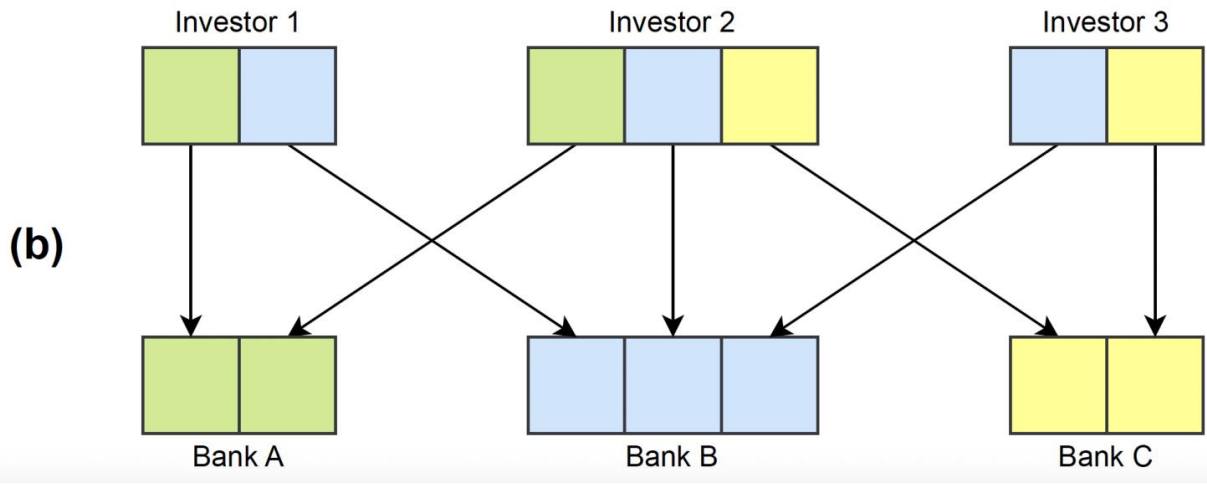 Investor 1
Investor 2
Investor 3
(b)
Bank A
Bank B
Bank C